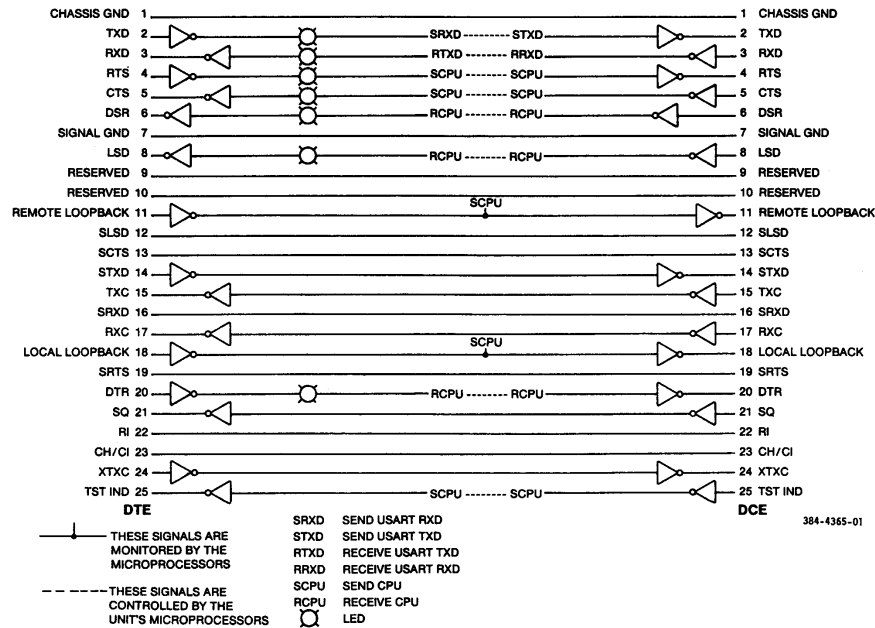 CHASSIS GND 1 1 CHASSIS GND
TXD 2 SRXD STXD 2 TXD
RXD 3 RTXD RRXD 3 RXD
RTS 4 SCPU SCPU 4 RTS
CTS 5 SCPU SCPU 5 CTS
DSR 6 RCPU RCPU 6 DSR
SIGNAL GND 7 7 SIGNAL GND
LSD 8 RCPU RCPU 8 LSD
RESERVED 9 9 RESERVED
RESERVED 10 10 RESERVED
SCPU
REMOTE LOOPBACK 11 11 REMOTE LOOPBACK
SLSD 12 12 SLSD
SCTS 13 13 SCTS
STXD 14 14 STXD
TXC 15 15 TXC
SRXD 16 16 SRXD
RXC 17 17 RXC
SCPU
LOCAL LOOPBACK 18 18 LOCAL LOOPBACK
SRTS 19 19 SRTS
DTR 20 RCPU RCPU 20 DTR
SQ 21 21 SQ
RI 22 22 RI
CH/CI 23 23 CH/CI
XTXC 24 24 XTXC
TST IND 25 SCPU SCPU 25 TST IND
DTE DCE
384-4365-01
THESE SIGNALS ARE
MONITORED BY THE
MICROPROCESSORS
THESE SIGNALS ARE
CONTROLLED BY THE
UNIT'S MICROPROCESSORS
SRXD SEND USART RXD
STXD SEND USART TXD
RTXD RECEIVE USART TXD
RRXD RECEIVE USART RXD
SCPU SEND CPU
RCPU RECEIVE CPU
LED